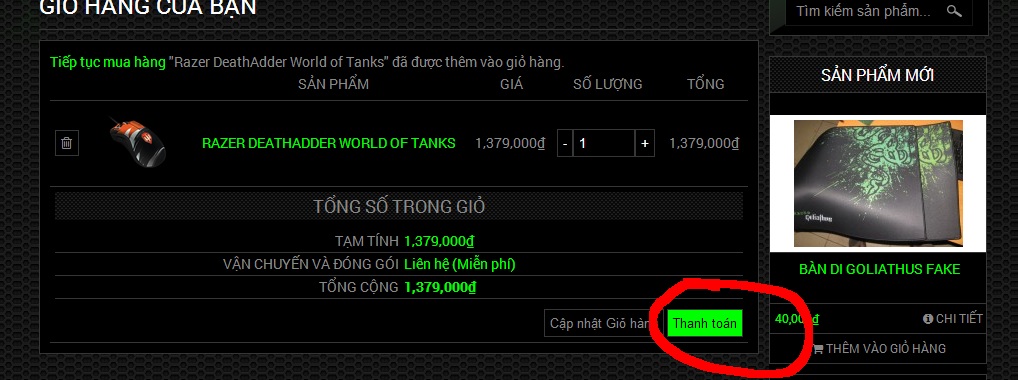 GIỎ HÀNG CỦA BẠN
Tìm kiếm sản phẩm...
Tiếp tục mua hàng "Razer DeathAdder World of Tanks" đã được thêm vào giỏ hàng.
SẢN PHẨM GIÁ SỐ LƯỢNG TỔNG
RAZER DEATHADDER WORLD OF TANKS 1,379,000₫ - 1 + 1,379,000₫
TỔNG SỐ TRONG GIỎ
TẠM TÍNH 1,379,000₫
VẬN CHUYỂN VÀ ĐÓNG GÓI Liên hệ (Miễn phí)
TỔNG CỘNG 1,379,000₫
Cập nhật Giỏ hàng Thanh toán
SẢN PHẨM MỚI
Goliathus
BÀN DI GOLIATHUS FAKE
40,000₫ CHI TIẾT
THÊM VÀO GIỎ HÀNG